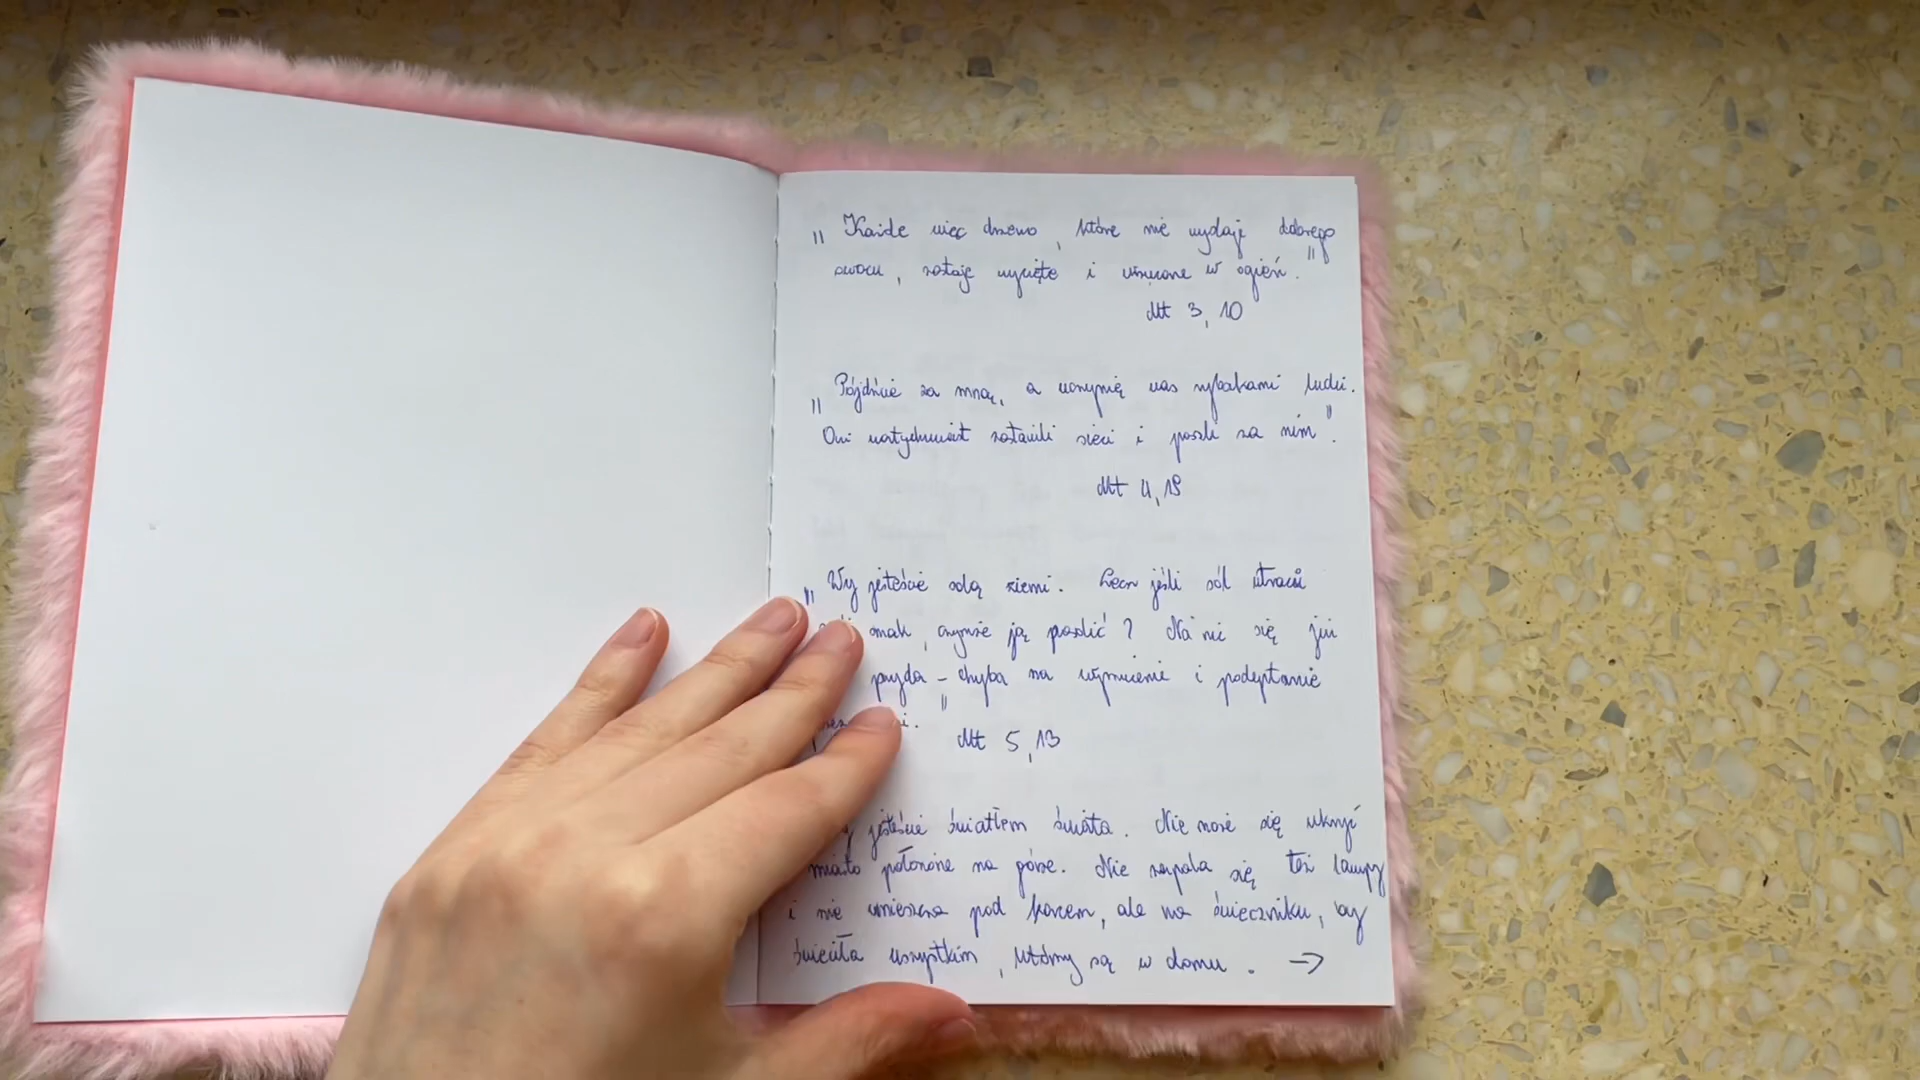 „Każde więc drzewo, które nie wydaje dobrego
owocu, zostaje wycięte i wrzucone w ogień."
Mt 3, 10
„Pójdźcie za mną, a uczynię was rybakami ludzi.
Oni natychmiast zostawili sieci i poszli za nim".
Mt 4, 19
„Wy jesteście solą ziemi. Lecz jeśli sól utraci
smak, czymże ją posolić? Na nic się już
przyda - chyba na wyrzucenie i podeptanie
"
Mt 5, 13
jesteście światłem świata. Nie może się ukryć
miasto położone na górze. Nie zapala się też lampy
i nie umieszcza pod korcem, ale na świeczniku, by
świeciła wszystkim, którzy są w domu. →